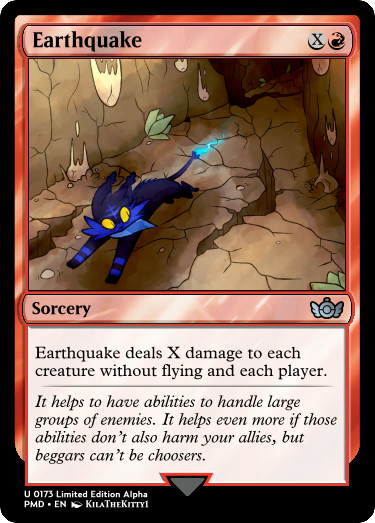 Earthquake X
Sorcery
Earthquake deals X damage to each
creature without flying and each player.
It helps to have abilities to handle large
groups of enemies. It helps even more if those
abilities don't also harm your allies, but
beggars can't be choosers.
U 0173 Limited Edition Alpha
PMD • EN KilaTheKitty1